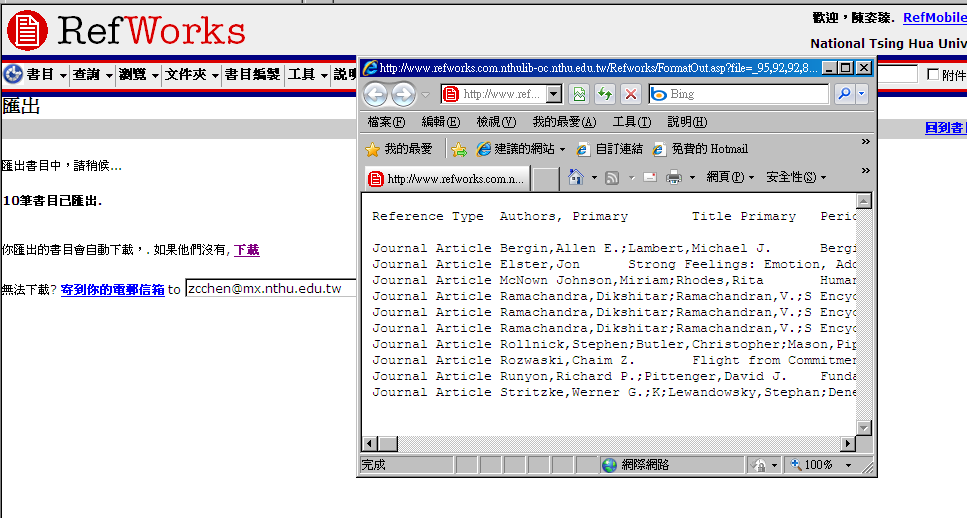 RefWorks
歡迎，陳姿臻. RefMobile
National Tsing Hua Univ
書目 查詢 瀏覽 文件夾 書目編製 工具 說明
附件
匯出
回到書目
匯出書目中，請稍候...
10筆書目已匯出.
你匯出的書目會自動下載，. 如果他們沒有, 下載
無法下載? 寄到你的電郵信箱 to zcchen@mx.nthu.edu.tw
http://www.refworks.com.nthulib-oc.nthu.edu.tw/Refworks/FormatOut.asp?file=_95,92,92,8...
http://www.ref... Bing
檔案(F) 編輯(E) 檢視(V) 我的最愛(A) 工具(T) 說明(H)
我的最愛 建議的網站 自訂連結 免費的 Hotmail
http://www.refworks.com.n... 網頁(P) 安全性(S)
Reference Type Authors, Primary Title Primary Perio
Journal Article Bergin,Allen E.;Lambert,Michael J. Bergi
Journal Article Elster,Jon Strong Feelings: Emotion, Add
Journal Article McNown Johnson,Miriam;Rhodes,Rita Human
Journal Article Ramachandra,Dikshitar;Ramachandran,V.;S Encyc
Journal Article Ramachandra,Dikshitar;Ramachandran,V.;S Encyc
Journal Article Ramachandra,Dikshitar;Ramachandran,V.;S Encyc
Journal Article Rollnick,Stephen;Butler,Christopher;Mason,Pip
Journal Article Rozwaski,Chaim Z. Flight from Commitmen
Journal Article Runyon,Richard P.;Pittenger,David J. Funda
Journal Article Stritzke,Werner G.;K;Lewandowsky,Stephan;Dene
完成 網際網路 100%